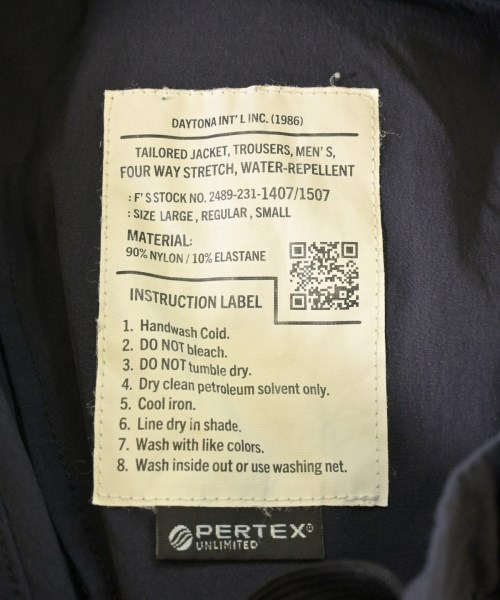 DAYTONA INT' L INC. (1986)
TAILORED JACKET, TROUSERS, MEN' S,
FOUR WAY STRETCH, WATER-REPELLENT
: F' S STOCK NO. 2489-231-1407/1507
: SIZE LARGE , REGULAR , SMALL
MATERIAL:
90% NYLON / 10% ELASTANE
INSTRUCTION LABEL
1. Handwash Cold.
2. DO NOT bleach.
3. DO NOT tumble dry.
4. Dry clean petroleum solvent only.
5. Cool iron.
6. Line dry in shade.
7. Wash with like colors.
8. Wash inside out or use washing net.
PERTEX®
UNLIMITED